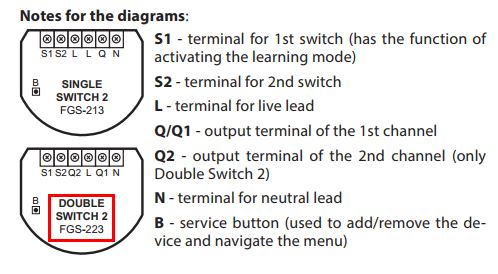 Notes for the diagrams:
S1 S2 L L Q N
B
SINGLE
SWITCH 2
FGS-213
S1 S2 Q2 L Q1 N
B
DOUBLE
SWITCH 2
FGS-223
S1 - terminal for 1st switch (has the function of
activating the learning mode)
S2 - terminal for 2nd switch
L - terminal for live lead
Q/Q1 - output terminal of the 1st channel
Q2 - output terminal of the 2nd channel (only
Double Switch 2)
N - terminal for neutral lead
B - service button (used to add/remove the de-
vice and navigate the menu)